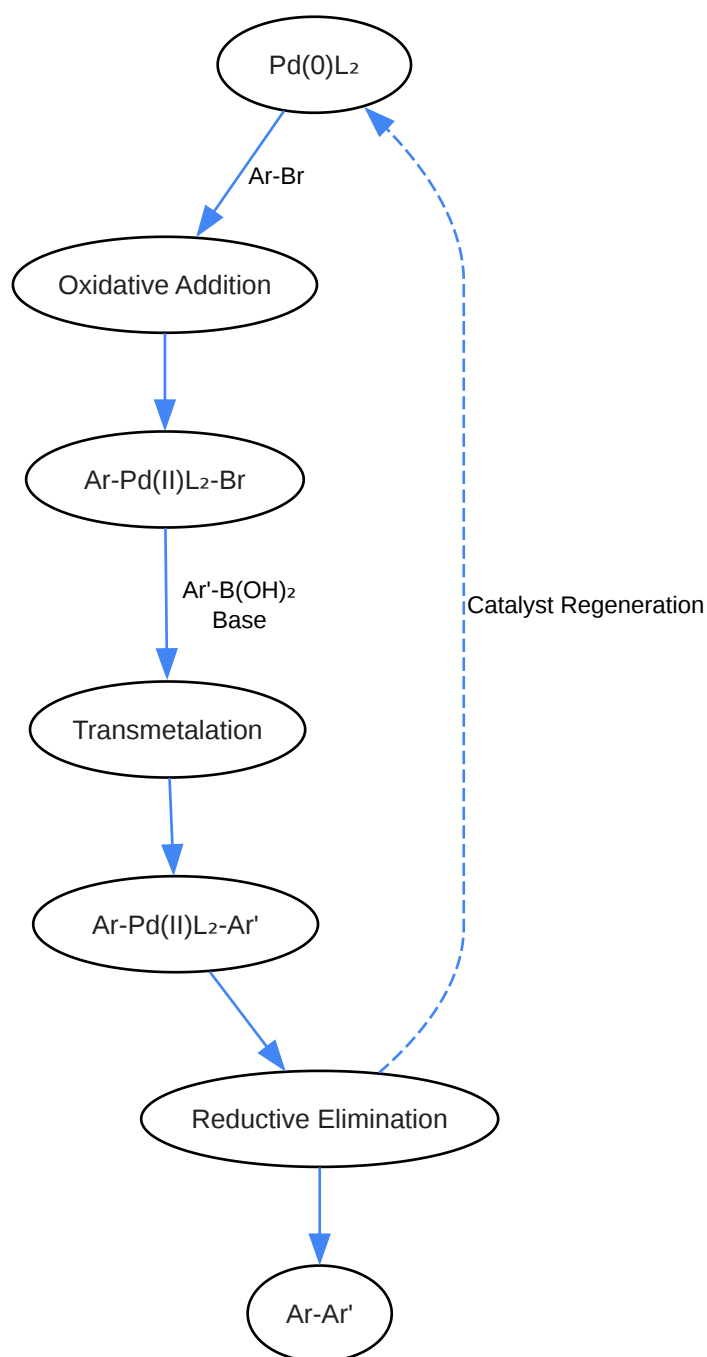 Pd(0)L₂
Ar-Br
Oxidative Addition
Ar-Pd(II)L₂-Br
Ar'-B(OH)₂
Base
Catalyst Regeneration
Transmetalation
Ar-Pd(II)L₂-Ar'
Reductive Elimination
Ar-Ar'